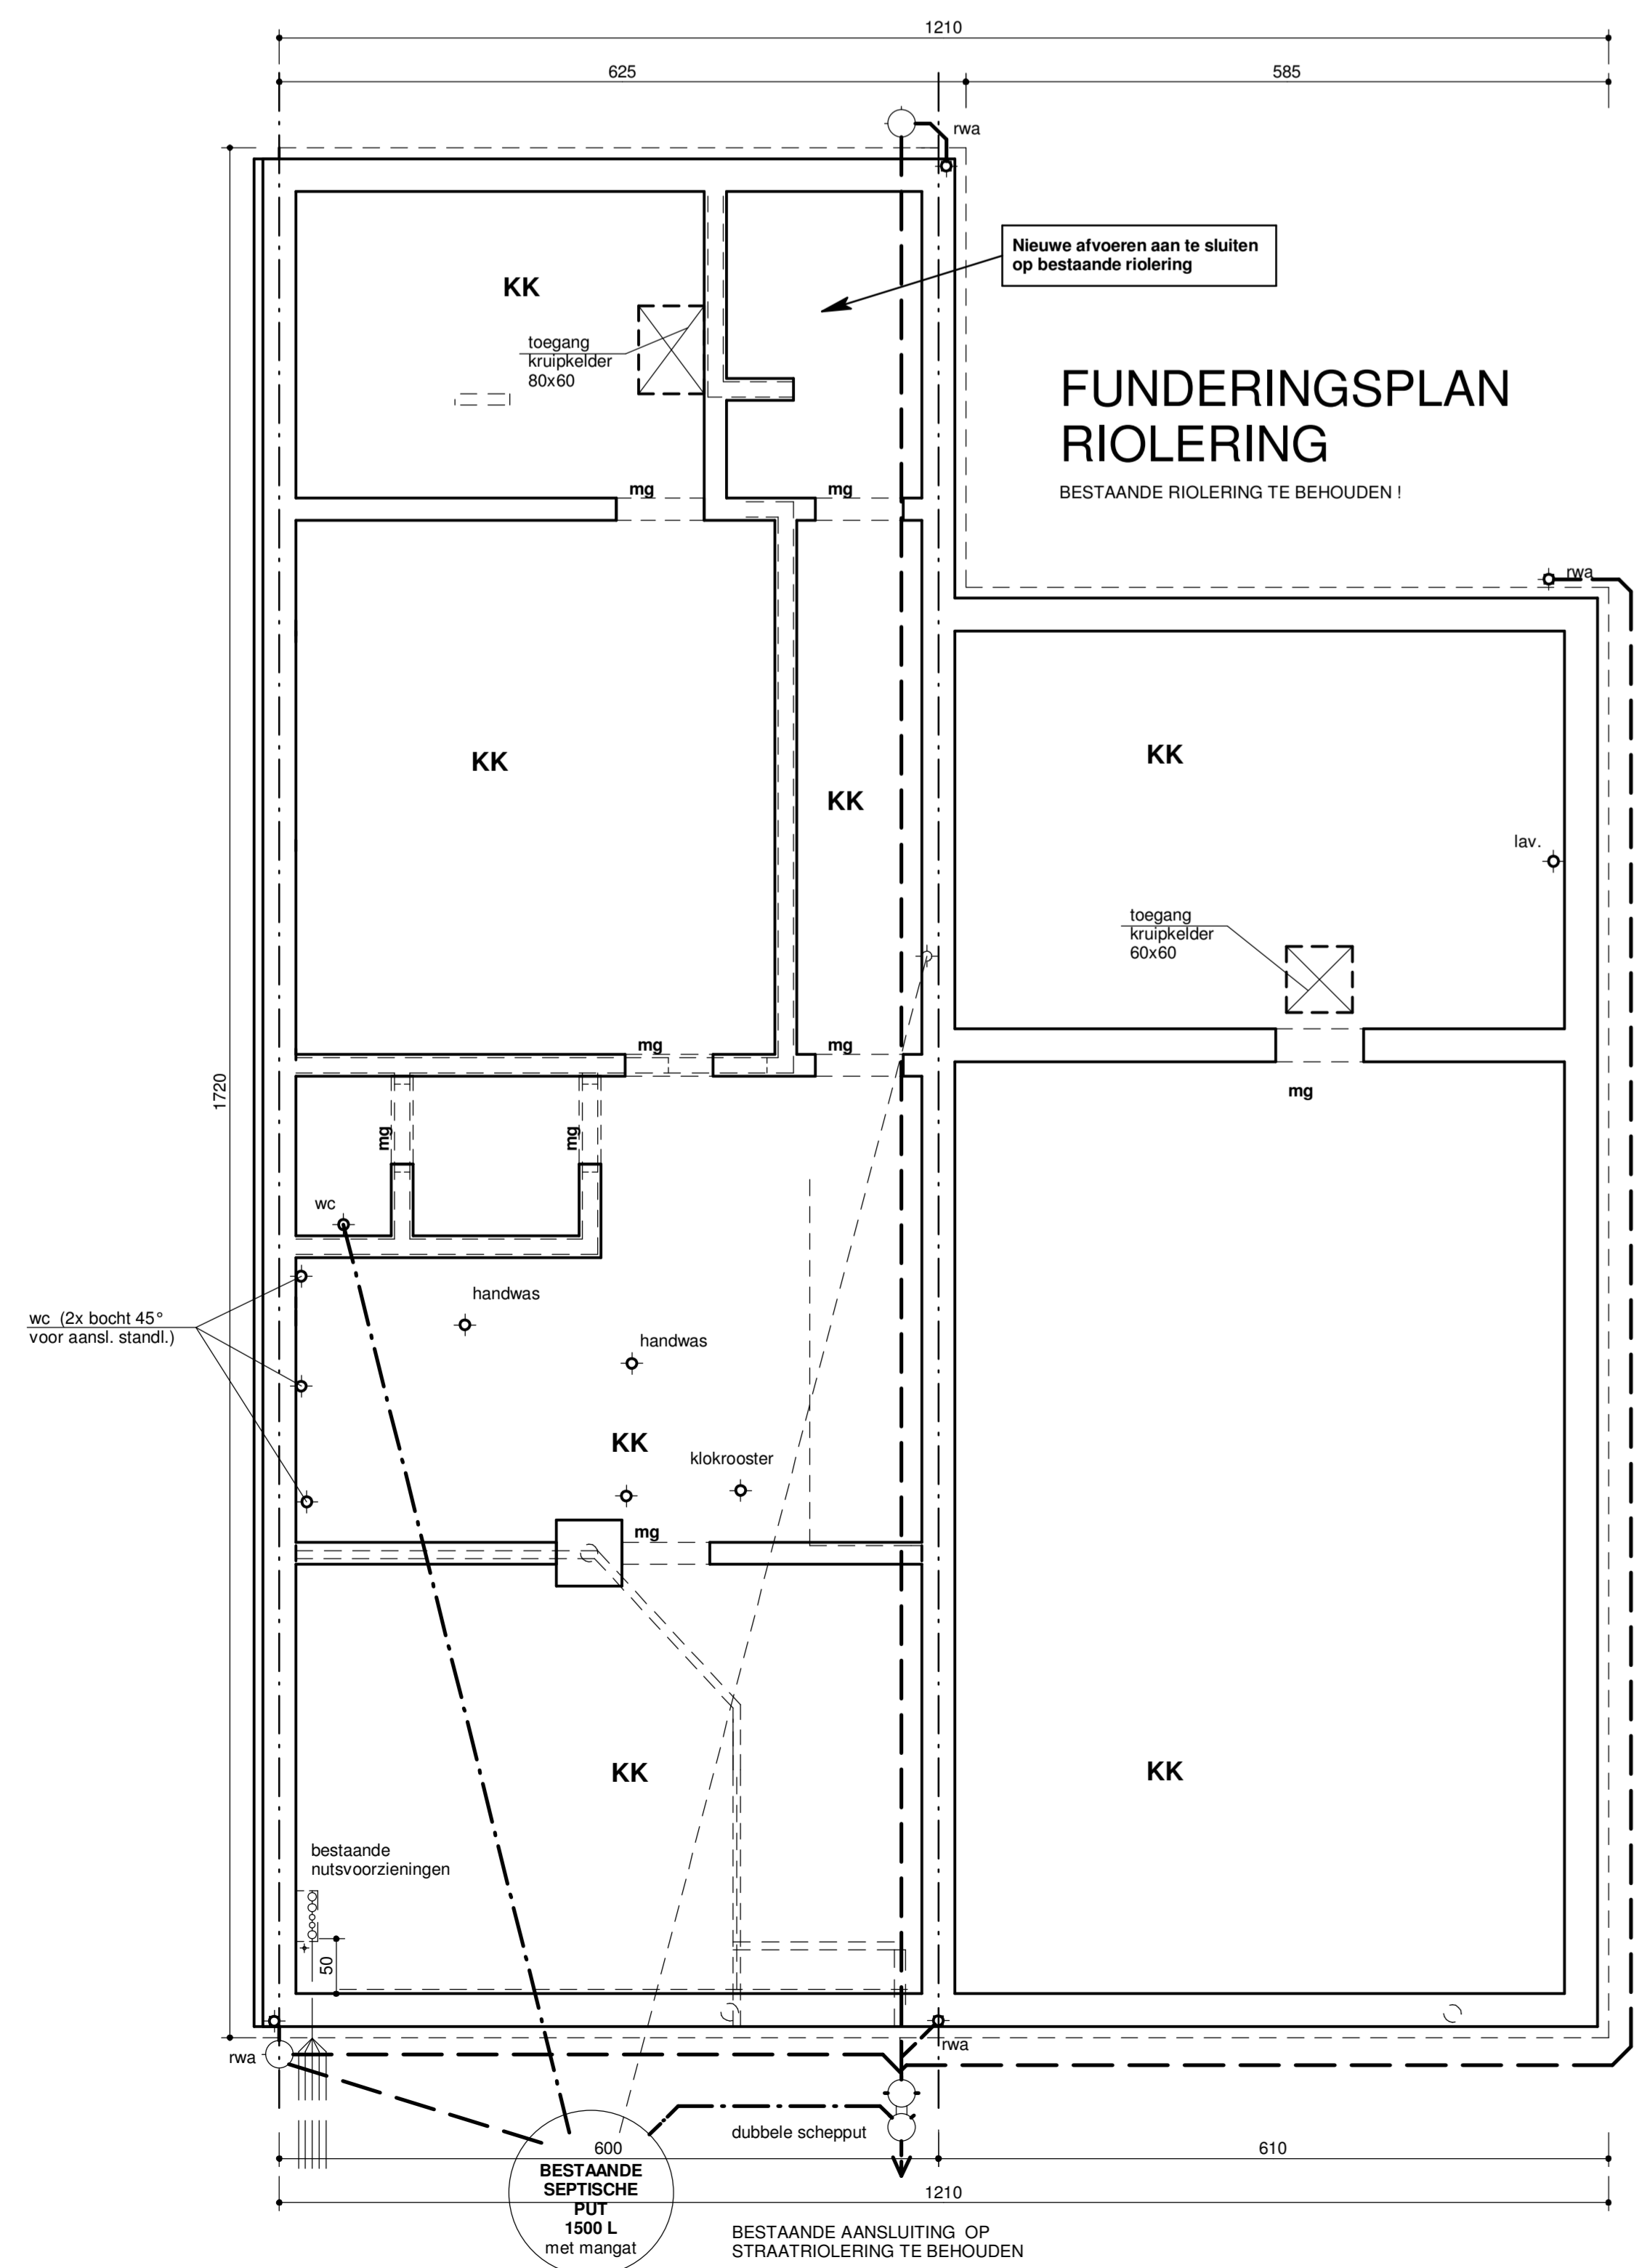 1210
625
585
rwa
Nieuwe afvoeren aan te sluiten
op bestaande riolering
KK
toegang
kruipkelder
80x60
FUNDERINGSPLAN
RIOLERING
BESTAANDE RIOLERING TE BEHOUDEN !
mg
mg
rwa
KK
KK
KK
lav.
toegang
kruipkelder
60x60
mg
mg
1720
mg
mg
mg
wc
handwas
wc (2x bocht 45°
voor aansl. standl.)
handwas
KK
klokrooster
mg
KK
KK
bestaande
nutsvoorzieningen
50
rwa
rwa
dubbele schepput
600
610
BESTAANDE
SEPTISCHE
PUT
1500 L
met mangat
1210
BESTAANDE AANSLUITING OP
STRAATRIOLERING TE BEHOUDEN